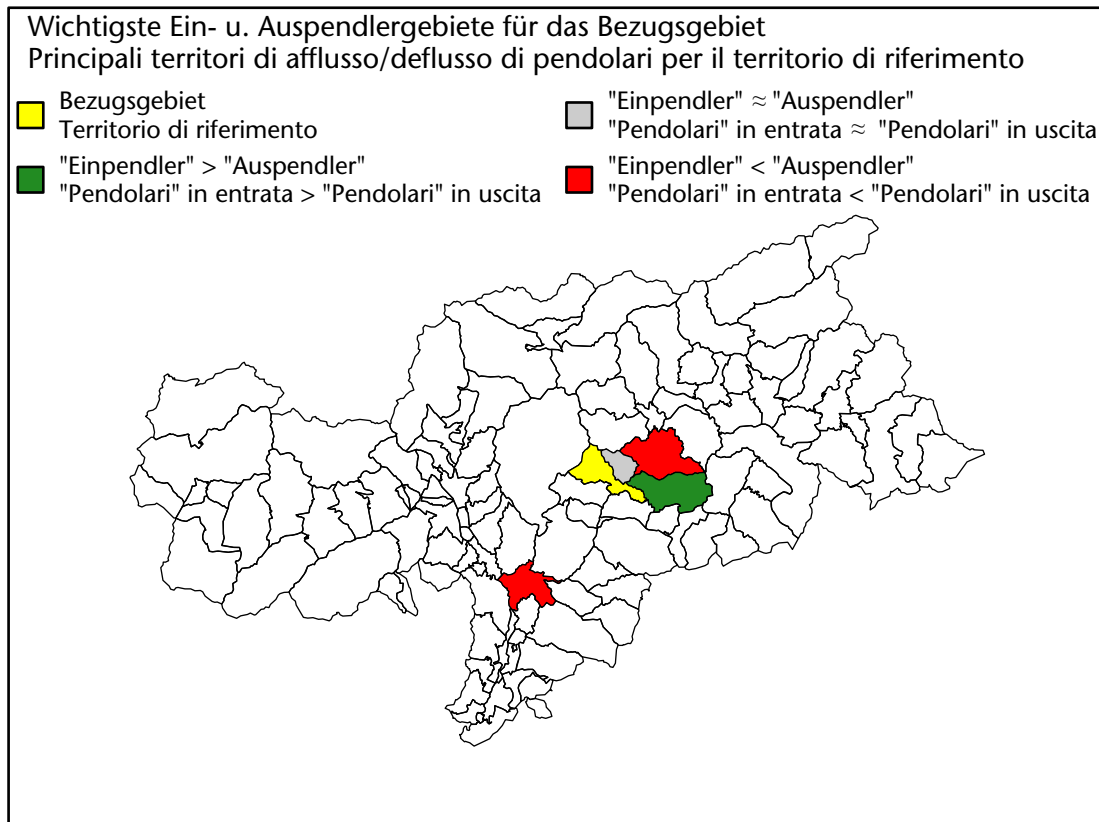 Wichtigste Ein- u. Auspendlergebiete für das Bezugsgebiet
Principali territori di afflusso/deflusso di pendolari per il territorio di riferimento
Bezugsgebiet
Territorio di riferimento
"Einpendler" ≈ "Auspendler"
"Pendolari" in entrata ≈ "Pendolari" in uscita
"Einpendler" > "Auspendler"
"Pendolari" in entrata > "Pendolari" in uscita
"Einpendler" < "Auspendler"
"Pendolari" in entrata < "Pendolari" in uscita